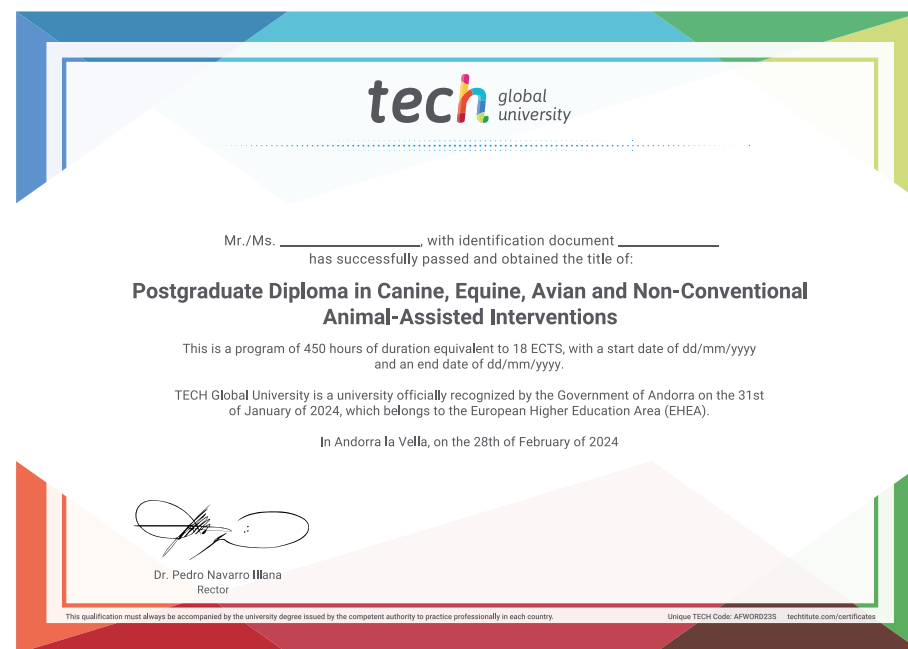 tech global
university
Mr./Ms. ____________________, with identification document ______________
has successfully passed and obtained the title of:
Postgraduate Diploma in Canine, Equine, Avian and Non-Conventional
Animal-Assisted Interventions
This is a program of 450 hours of duration equivalent to 18 ECTS, with a start date of dd/mm/yyyy
and an end date of dd/mm/yyyy.
TECH Global University is a university officially recognized by the Government of Andorra on the 31st
of January of 2024, which belongs to the European Higher Education Area (EHEA).
In Andorra la Vella, on the 28th of February of 2024
Dr. Pedro Navarro Illana
Rector
This qualification must always be accompanied by the university degree issued by the competent authority to practice professionally in each country.
Unique TECH Code: AFWORD23S techtitute.com/certificates